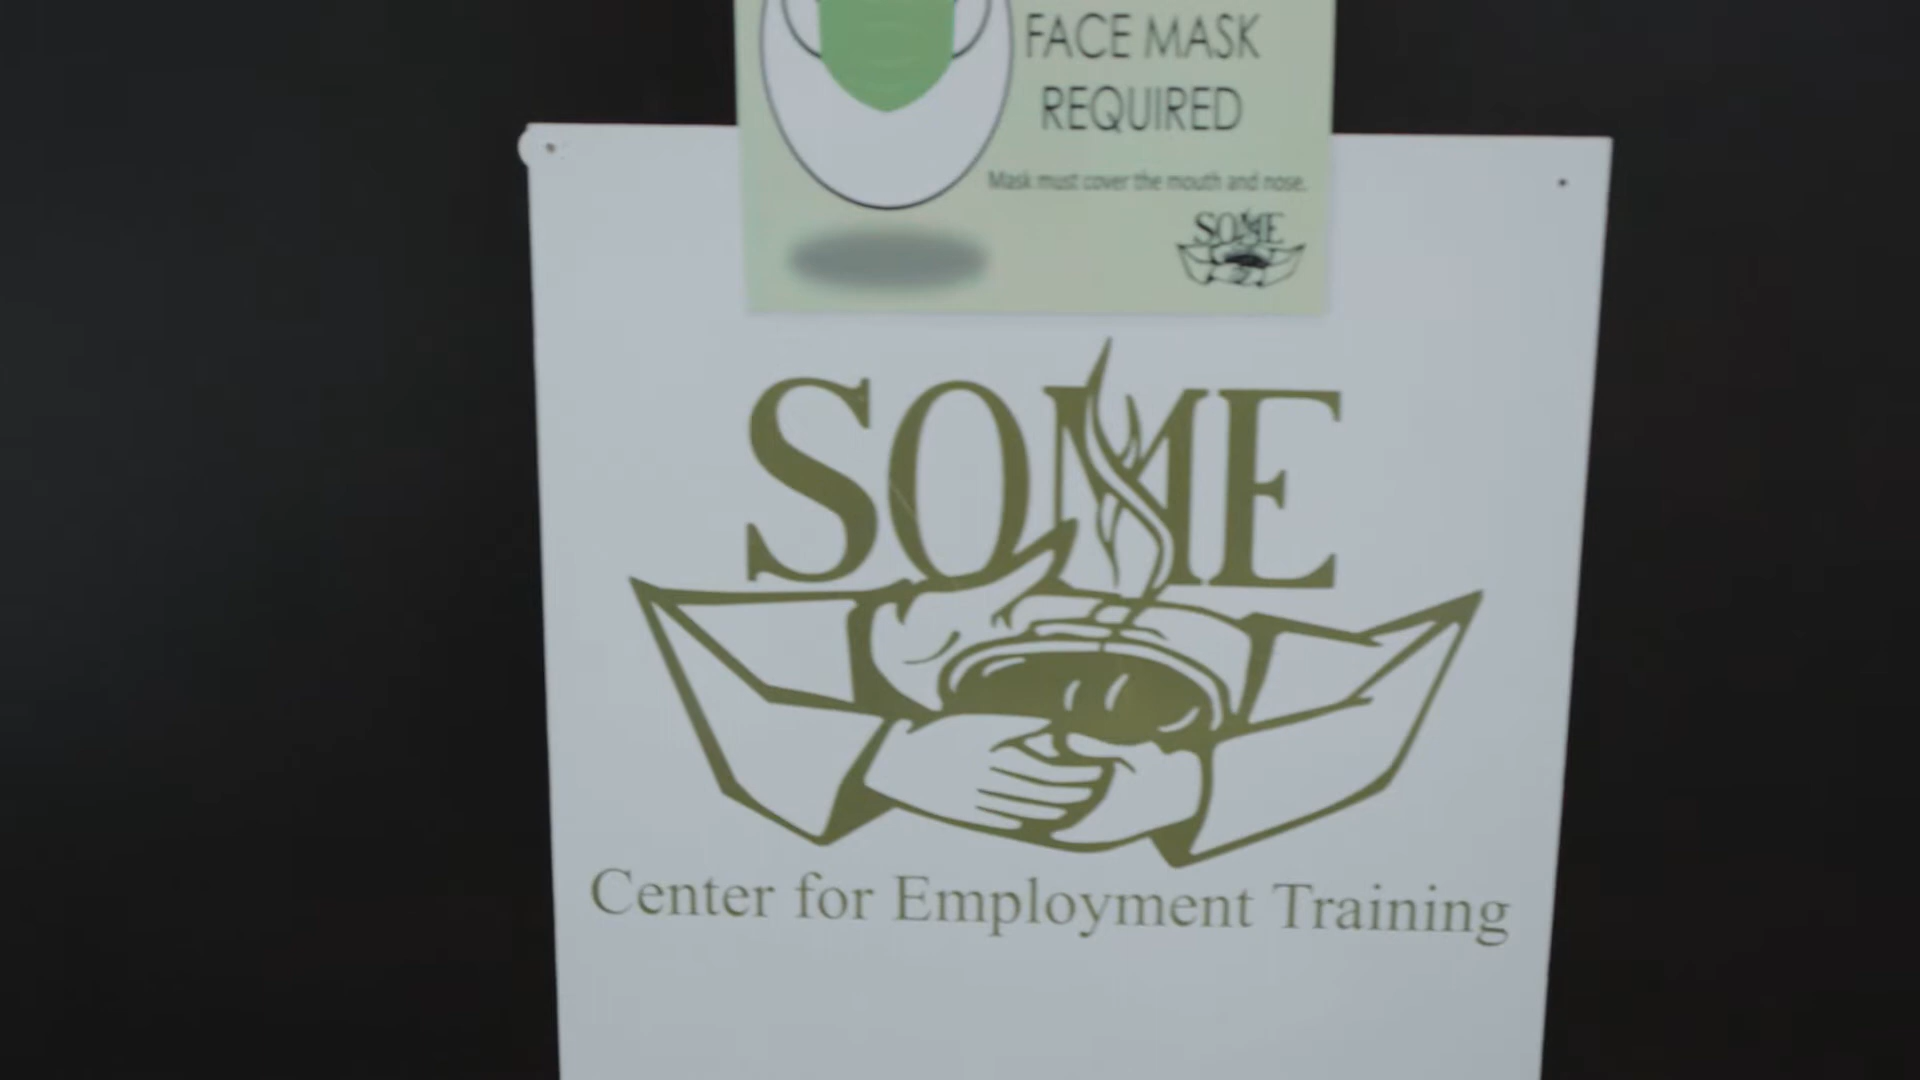 FACE MASK
REQUIRED
Mask must cover the mouth and nose.
SOME
SOME
Center for Employment Training